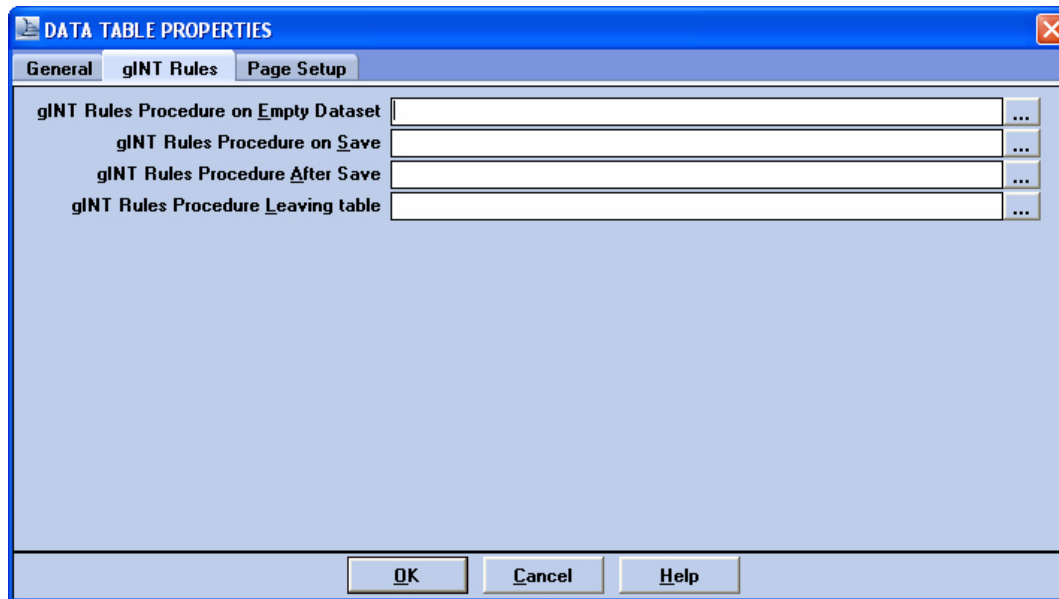 DATA TABLE PROPERTIES
General gINT Rules Page Setup
gINT Rules Procedure on Empty Dataset ...
gINT Rules Procedure on Save ...
gINT Rules Procedure After Save ...
gINT Rules Procedure Leaving table ...
OK Cancel Help